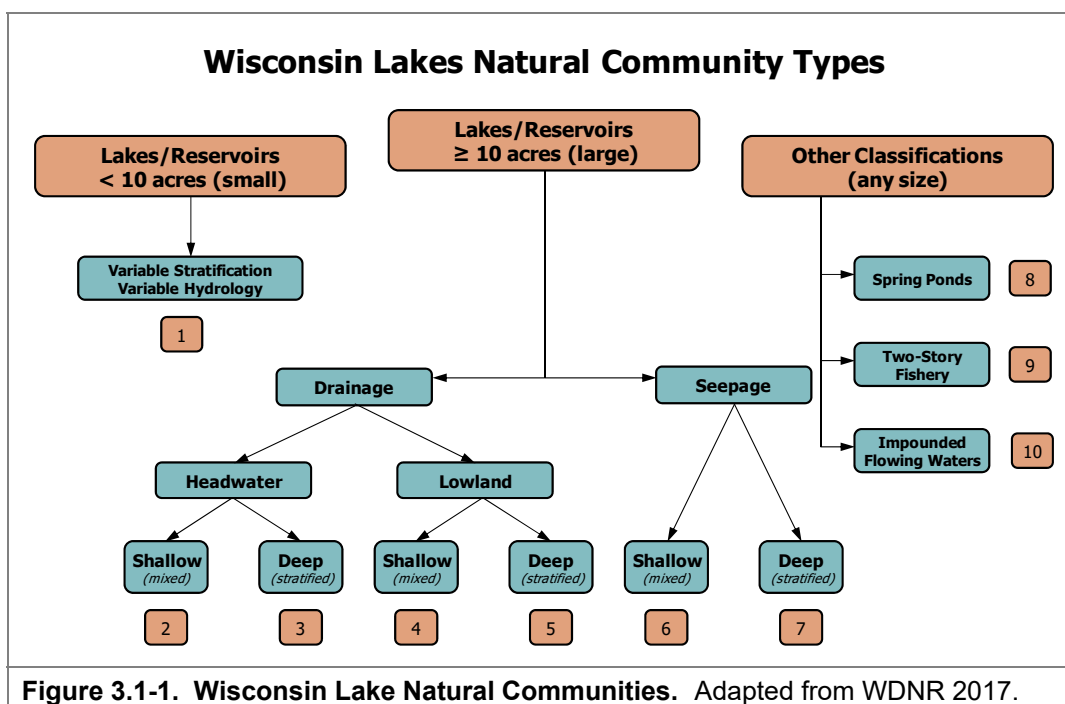 Wisconsin Lakes Natural Community Types
Lakes/Reservoirs
< 10 acres (small)
Lakes/Reservoirs
≥ 10 acres (large)
Other Classifications
(any size)
Variable Stratification
Variable Hydrology
1
Spring Ponds
8
Two-Story
Fishery
9
Impounded
Flowing Waters
10
Drainage
Seepage
Headwater
Lowland
Shallow
(mixed)
Deep
(stratified)
Shallow
(mixed)
Deep
(stratified)
Shallow
(mixed)
Deep
(stratified)
2
3
4
5
6
7
Figure 3.1-1. Wisconsin Lake Natural Communities. Adapted from WDNR 2017.